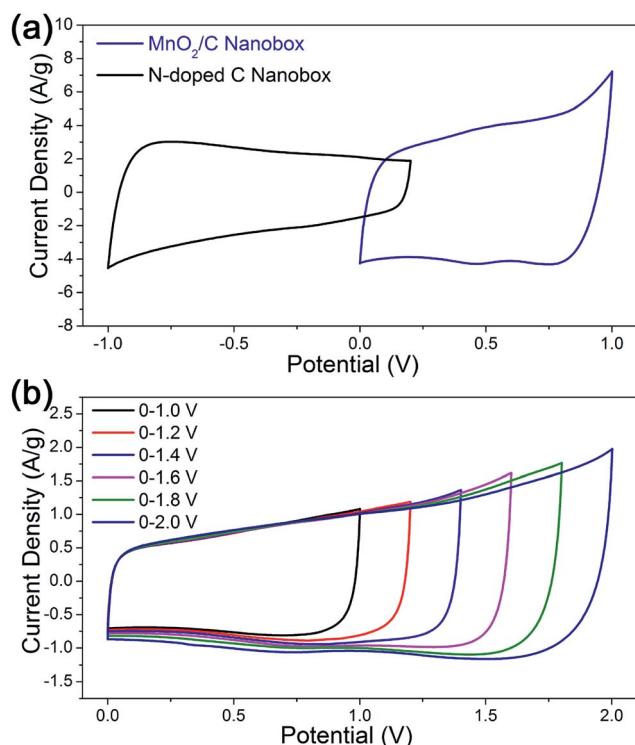 (a)
MnO₂/C Nanobox
N-doped C Nanobox
Current Density (A/g)
10
8
6
4
2
0
-2
-4
-6
-8
-1.0 -0.5 0.0 0.5 1.0
Potential (V)
(b)
0-1.0 V
0-1.2 V
0-1.4 V
0-1.6 V
0-1.8 V
0-2.0 V
Current Density (A/g)
2.5
2.0
1.5
1.0
0.5
0.0
-0.5
-1.0
-1.5
0.0 0.5 1.0 1.5 2.0
Potential (V)